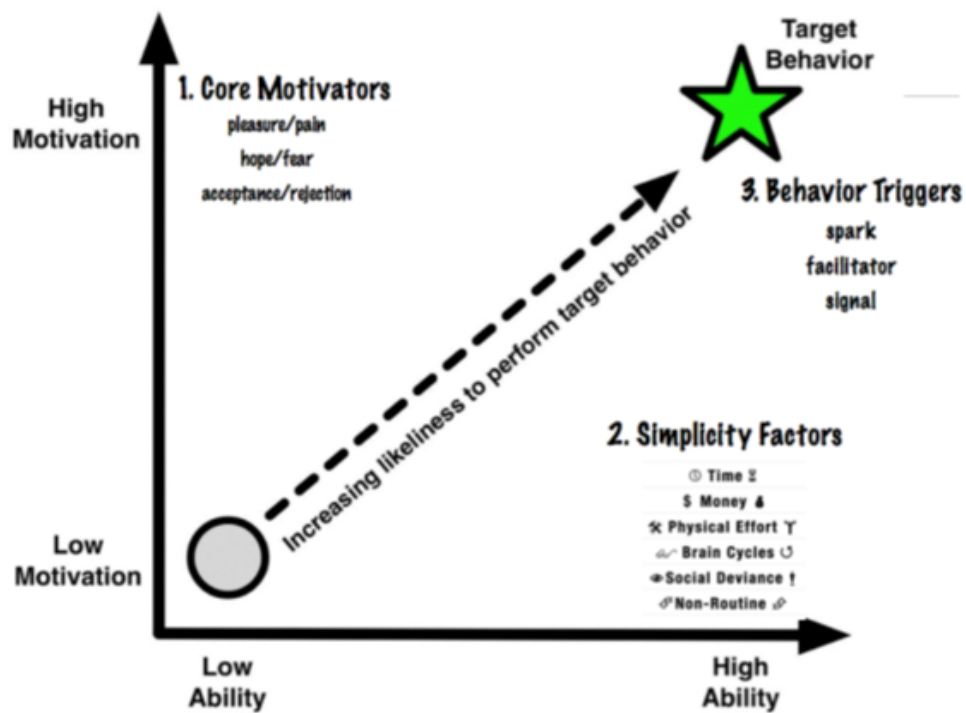 Target
Behavior
1. Core Motivators
pleasure/pain
hope/fear
acceptance/rejection
High
Motivation
3. Behavior Triggers
spark
facilitator
signal
Increasing likeliness to perform target behavior
2. Simplicity Factors
Time
$ Money
Physical Effort
Brain Cycles
Social Deviance
Non-Routine
Low
Motivation
Low
Ability
High
Ability